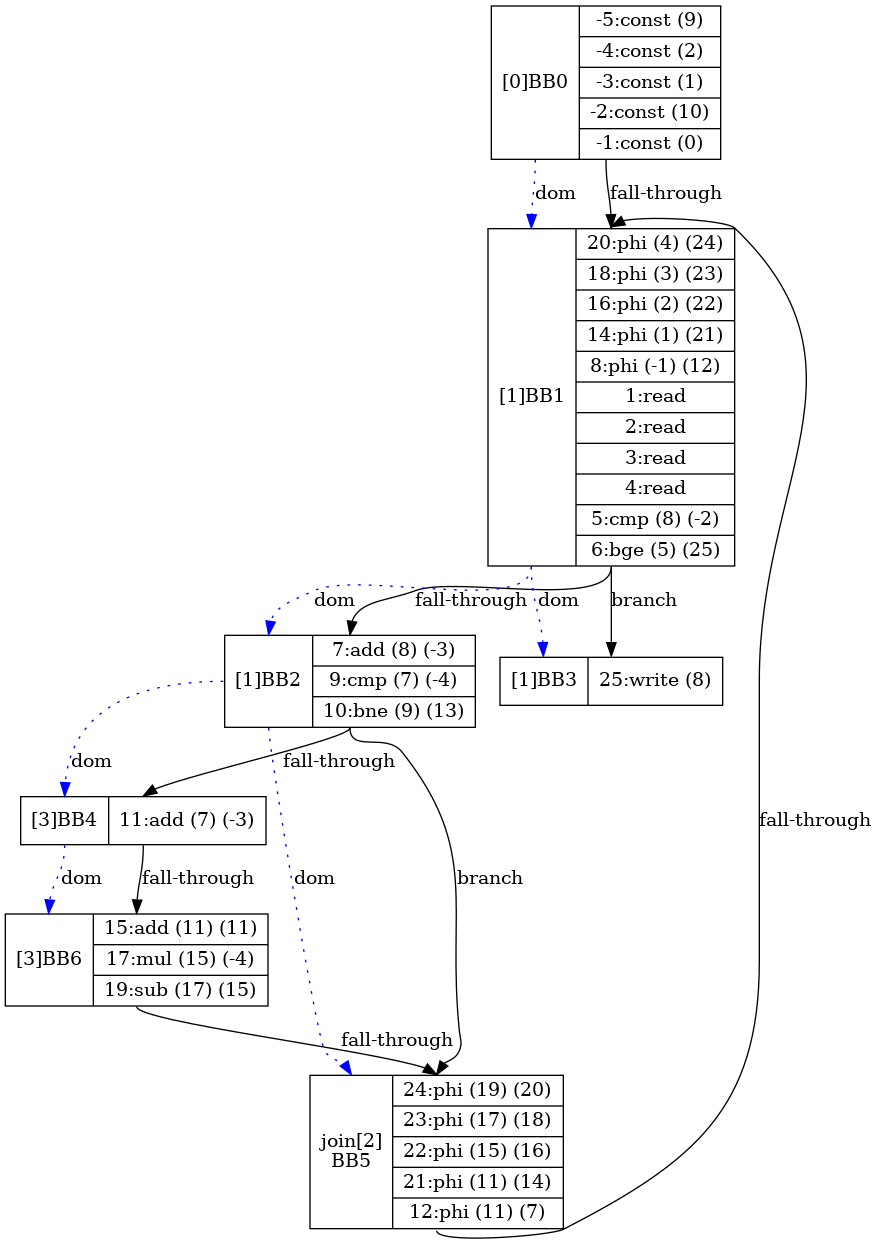 [0]BB0
-5:const (9)
-4:const (2)
-3:const (1)
-2:const (10)
-1:const (0)
dom
fall-through
[1]BB1
20:phi (4) (24)
18:phi (3) (23)
16:phi (2) (22)
14:phi (1) (21)
8:phi (-1) (12)
1:read
2:read
3:read
4:read
5:cmp (8) (-2)
6:bge (5) (25)
dom
fall-through
dom
branch
[1]BB2
7:add (8) (-3)
9:cmp (7) (-4)
10:bne (9) (13)
[1]BB3
25:write (8)
dom
fall-through
[3]BB4
11:add (7) (-3)
fall-through
dom
fall-through
dom
branch
[3]BB6
15:add (11) (11)
17:mul (15) (-4)
19:sub (17) (15)
fall-through
join[2]
BB5
24:phi (19) (20)
23:phi (17) (18)
22:phi (15) (16)
21:phi (11) (14)
12:phi (11) (7)